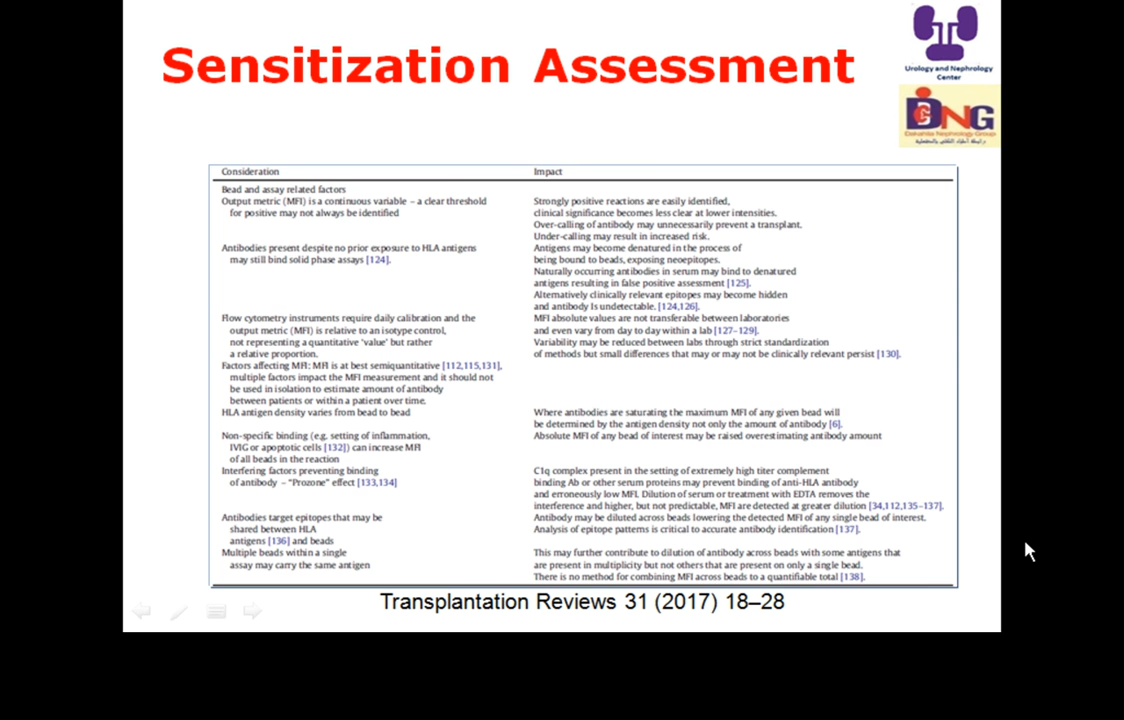 Sensitization Assessment
Urology and Nephrology
Center
DNG
Dakahlia Nephrology Group
Consideration Impact
Bead and assay related factors
Output metric (MFI) is a continuous variable – a clear threshold
for positive may not always be identified
Strongly positive reactions are easily identified,
clinical significance becomes less clear at lower intensities.
Over-calling of antibody may unnecessarily prevent a transplant.
Under-calling may result in increased risk.
Antibodies present despite no prior exposure to HLA antigens
may still bind solid phase assays [124].
Antigens may become denatured in the process of
being bound to beads, exposing neoepitopes.
Naturally occurring antibodies in serum may bind to denatured
antigens resulting in false positive assessment [125].
Alternatively clinically relevant epitopes may become hidden
and antibody is undetectable. [124,126].
Flow cytometry instruments require daily calibration and the
output metric (MFI) is relative to an isotype control,
not representing a quantitative 'value' but rather
a relative proportion.
MFI absolute values are not transferable between laboratories
and even vary from day to day within a lab [127–129].
Variability may be reduced between labs through strict standardization
of methods but small differences that may or may not be clinically relevant persist [130].
Factors affecting MFI: MFI is at best semiquantitative [112,115,131],
multiple factors impact the MFI measurement and it should not
be used in isolation to estimate amount of antibody
between patients or within a patient over time.
HLA antigen density varies from bead to bead
Where antibodies are saturating the maximum MFI of any given bead will
be determined by the antigen density not only the amount of antibody [6].
Non-specific binding (e.g. setting of inflammation,
IVIG or apoptotic cells [132]) can increase MFI
of all beads in the reaction
Absolute MFI of any bead of interest may be raised overestimating antibody amount
Interfering factors preventing binding
of antibody – "Prozone" effect [133,134]
C1q complex present in the setting of extremely high titer complement
binding Ab or other serum proteins may prevent binding of anti-HLA antibody
and erroneously low MFI. Dilution of serum or treatment with EDTA removes the
interference and higher, but not predictable, MFI are detected at greater dilution [34,112,135–137].
Antibodies target epitopes that may be
shared between HLA
antigens [136] and beads
Antibody may be diluted across beads lowering the detected MFI of any single bead of interest.
Analysis of epitope patterns is critical to accurate antibody identification [137].
Multiple beads within a single
assay may carry the same antigen
This may further contribute to dilution of antibody across beads with some antigens that
are present in multiplicity but not others that are present on only a single bead.
There is no method for combining MFI across beads to a quantifiable total [138].
Transplantation Reviews 31 (2017) 18–28